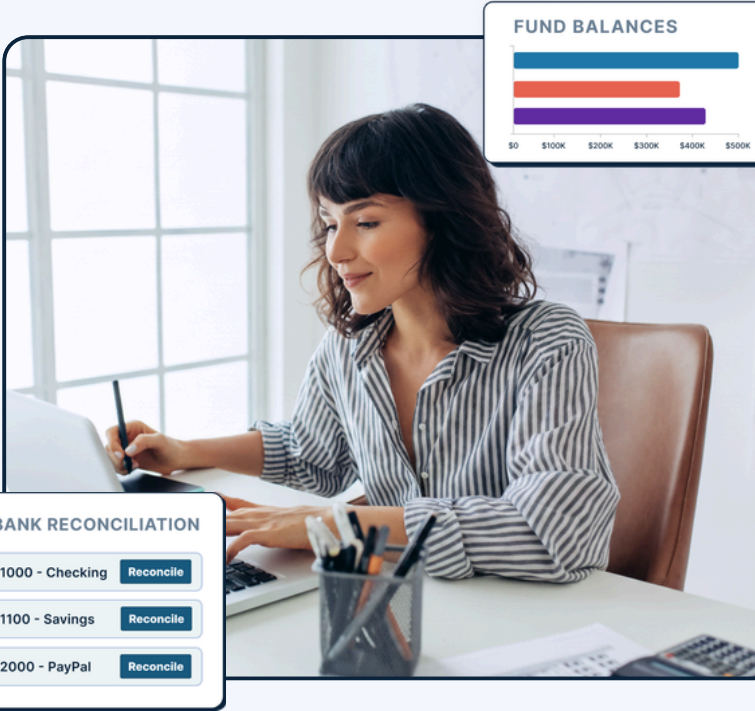 FUND BALANCES
$0 $100K $200K $300K $400K $500K
BANK RECONCILIATION
1000 - Checking Reconcile
1100 - Savings Reconcile
2000 - PayPal Reconcile